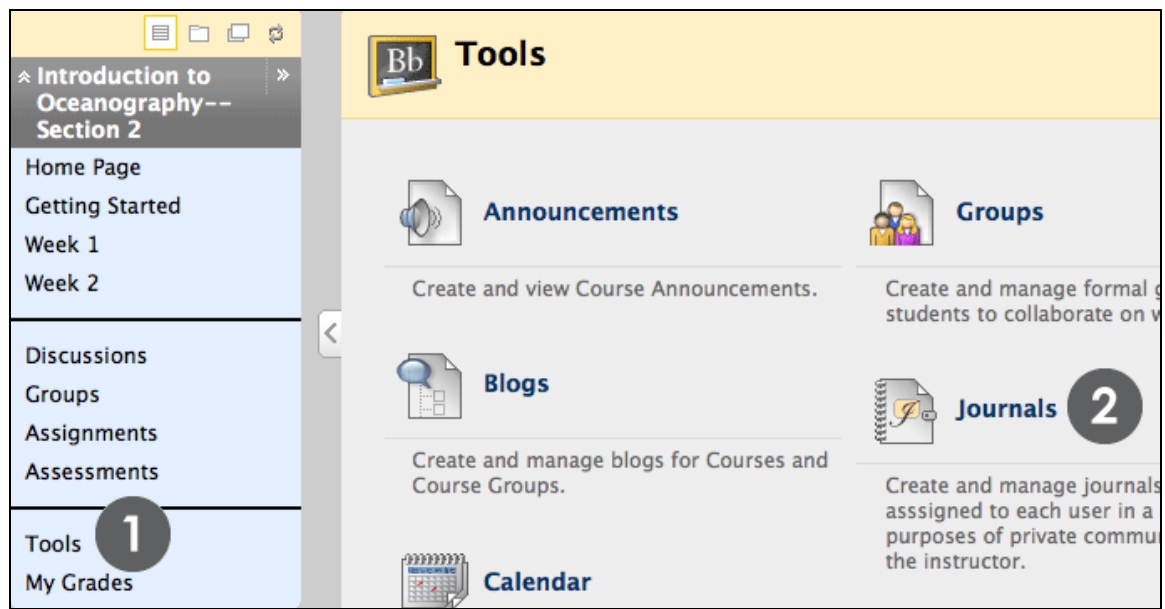 Introduction to
Oceanography--
Section 2
Home Page
Getting Started
Week 1
Week 2
Discussions
Groups
Assignments
Assessments
Tools
1
My Grades
Bb
Tools
Announcements
Create and view Course Announcements.
Blogs
Create and manage blogs for Courses and
Course Groups.
Calendar
Groups
Create and manage formal
students to collaborate on
Journals
2
Create and manage journals
asssigned to each user in a
purposes of private commu
the instructor.